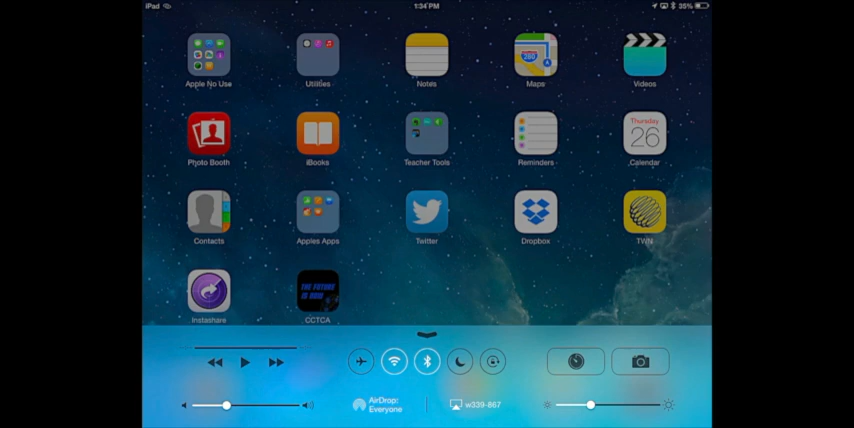 iPad
1:34 PM
35%
Apple No Use
Utilities
Notes
280
Maps
Videos
Photo Booth
iBooks
Teacher Tools
Reminders
Thursday
26
Calendar
Contacts
Apples Apps
Twitter
Dropbox
TWN
Instashare
THE FUTURE
IS NOW
CCTCA
AirDrop:
Everyone
w339-867